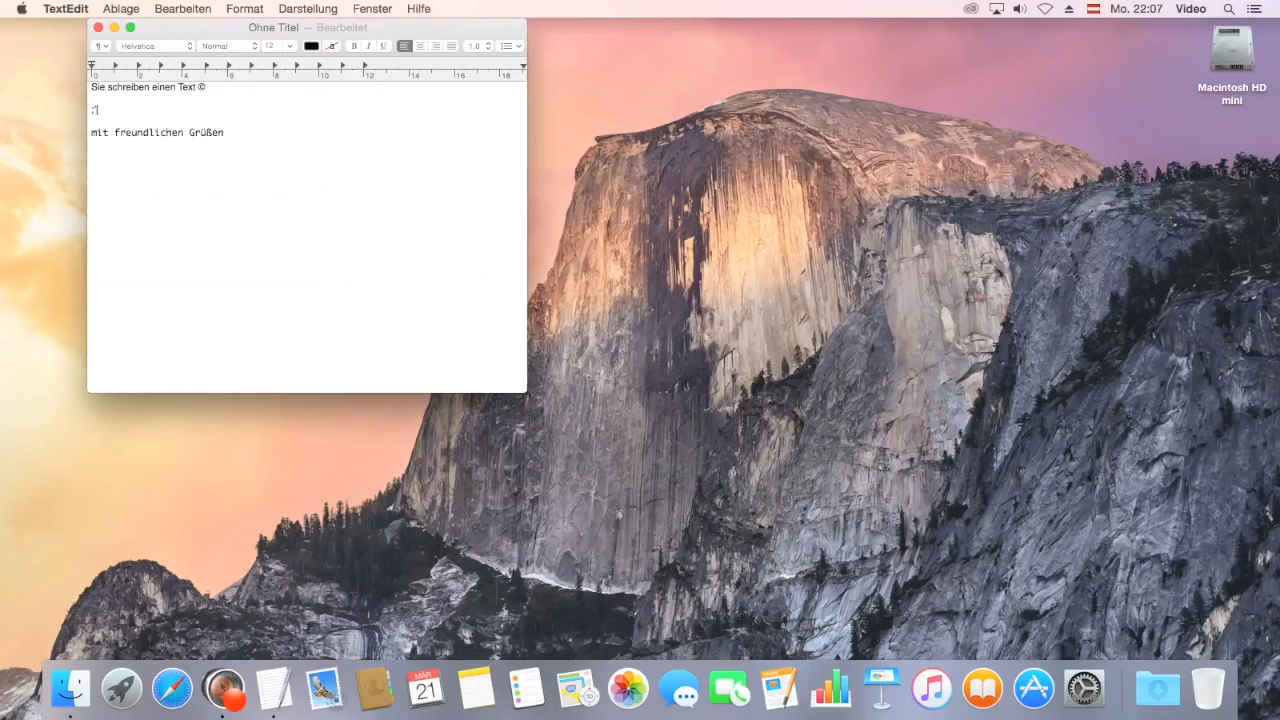 TextEdit Ablage Bearbeiten Format Darstellung Fenster Hilfe Mo. 22:07 Video
Ohne Titel — Bearbeitet
¶ Helvetica Normal 12 a B I U 1,0
0 2 4 6 8 10 12 14 16 18
Sie schreiben einen Text ©
mit freundlichen Grüßen
Macintosh HD
mini
MÄR
21